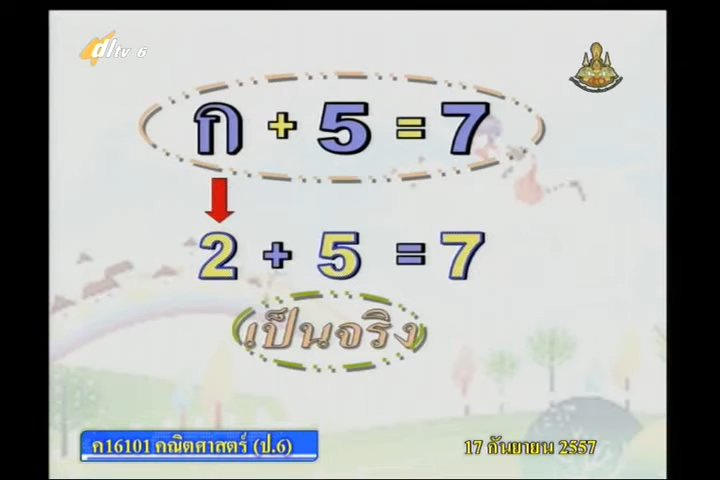 dltv 6
ก + 5 = 7
2 + 5 = 7
เป็นจริง
ค16101 คณิตศาสตร์ (ป.6)
17 กันยายน 2557